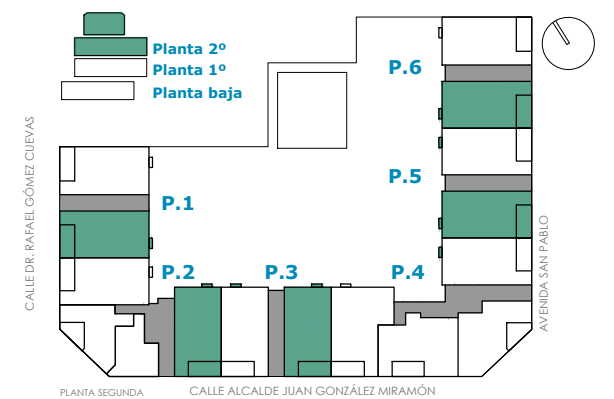 Planta 2º
Planta 1º
Planta baja
P.6
P.5
P.1
P.2
P.3
P.4
CALLE DR. RAFAEL GÓMEZ CUEVAS
AVENIDA SAN PABLO
PLANTA SEGUNDA
CALLE ALCALDE JUAN GONZÁLEZ MIRAMÓN